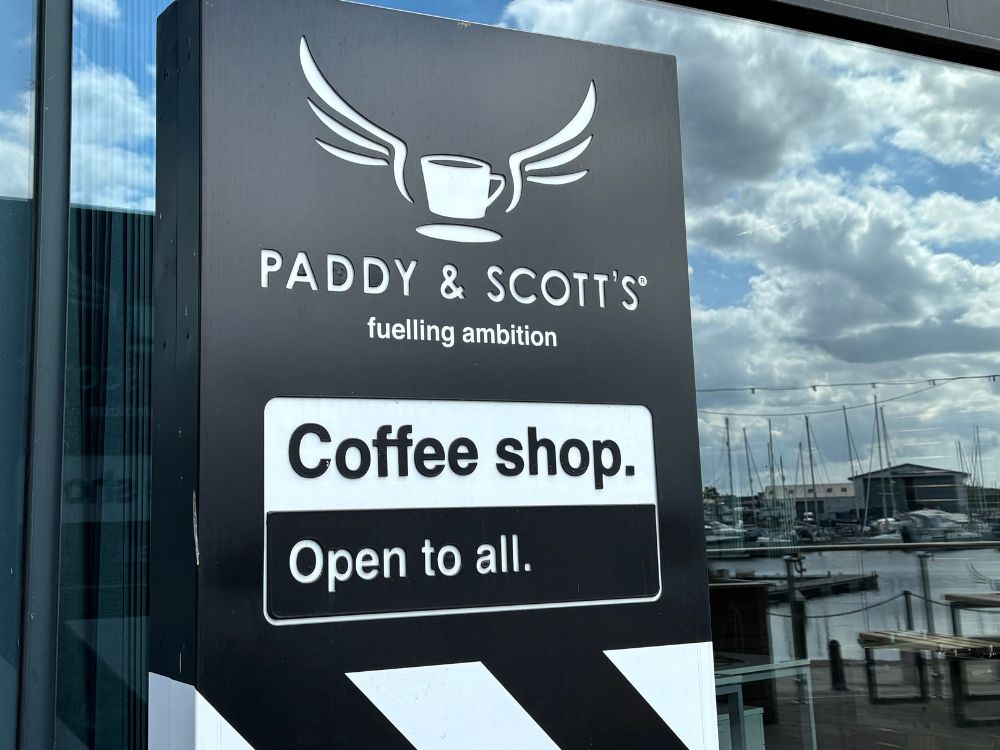 PADDY & SCOTT'S®
fuelling ambition
Coffee shop.
Open to all.